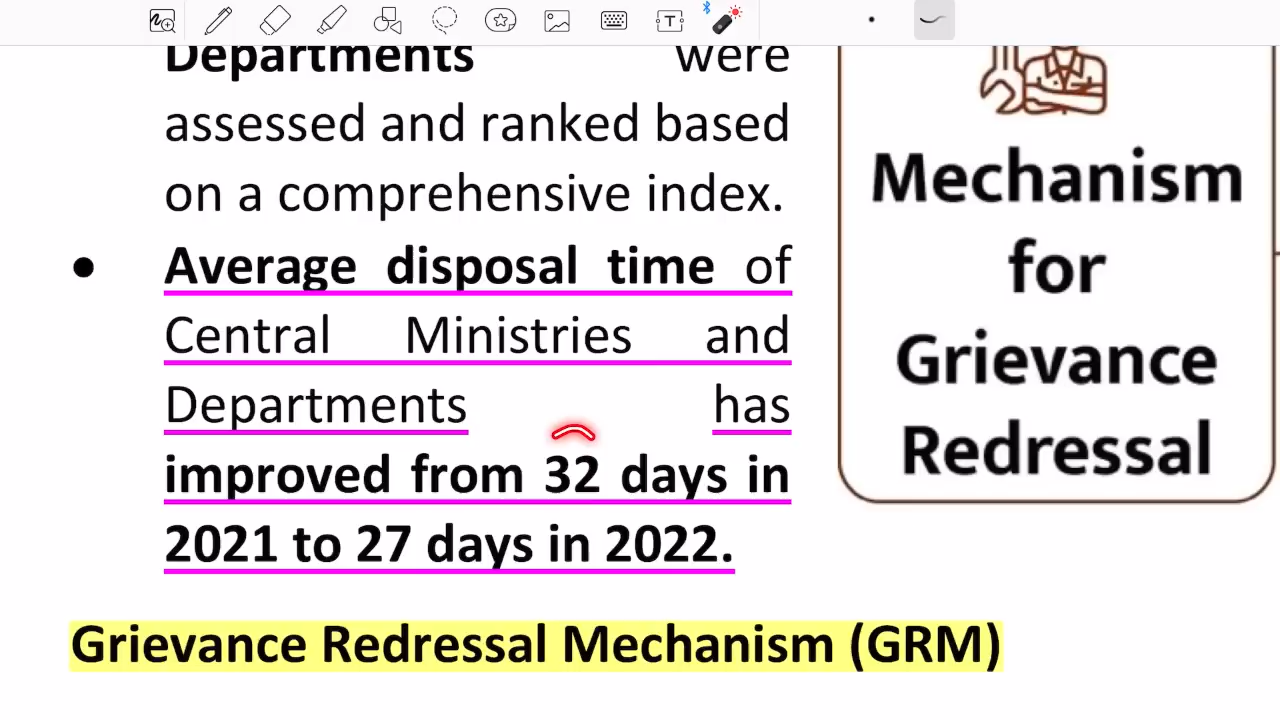 Departments were
assessed and ranked based
on a comprehensive index.
• Average disposal time of
Central Ministries and
Departments has
improved from 32 days in
2021 to 27 days in 2022.
Grievance Redressal Mechanism (GRM)
Mechanism
for
Grievance
Redressal